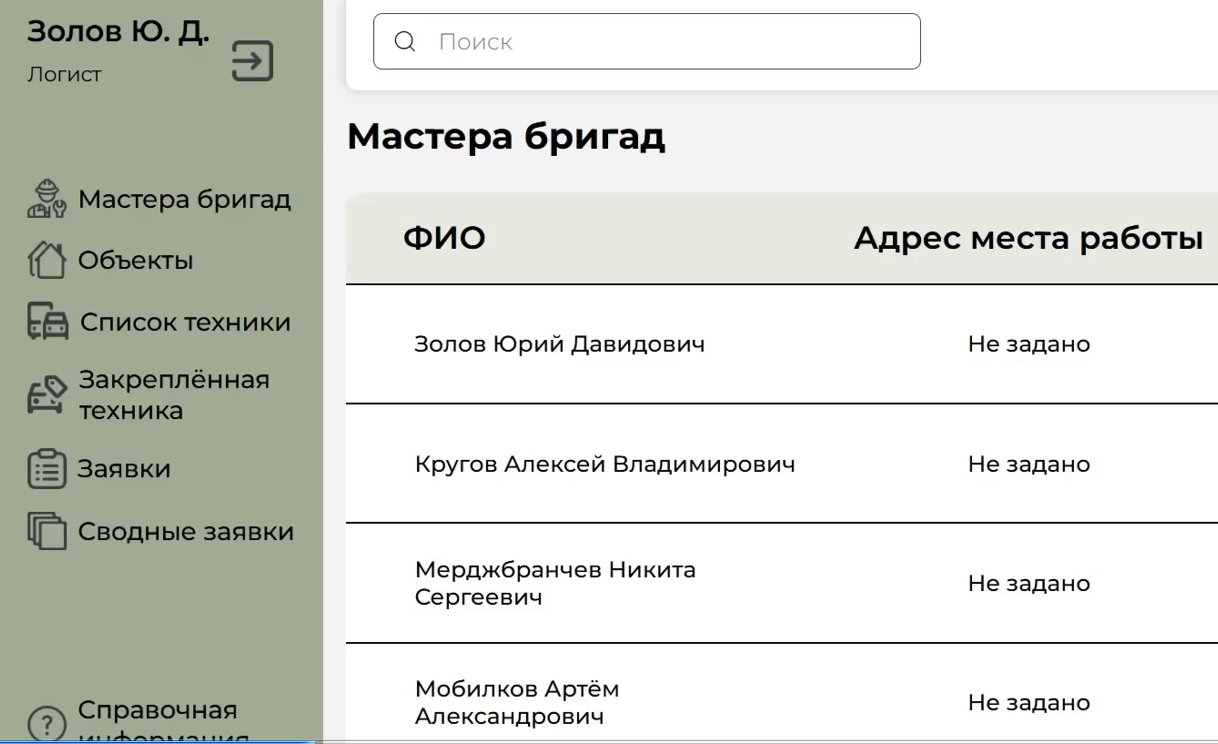 Золов Ю. Д.
Логист
Мастера бригад
Объекты
Список техники
Закреплённая
техника
Заявки
Сводные заявки
Справочная
информация
Поиск
Мастера бригад
ФИО Адрес места работы
Золов Юрий Давидович Не задано
Кругов Алексей Владимирович Не задано
Мерджбранчев Никита
Сергеевич
Не задано
Мобилков Артём
Александрович
Не задано